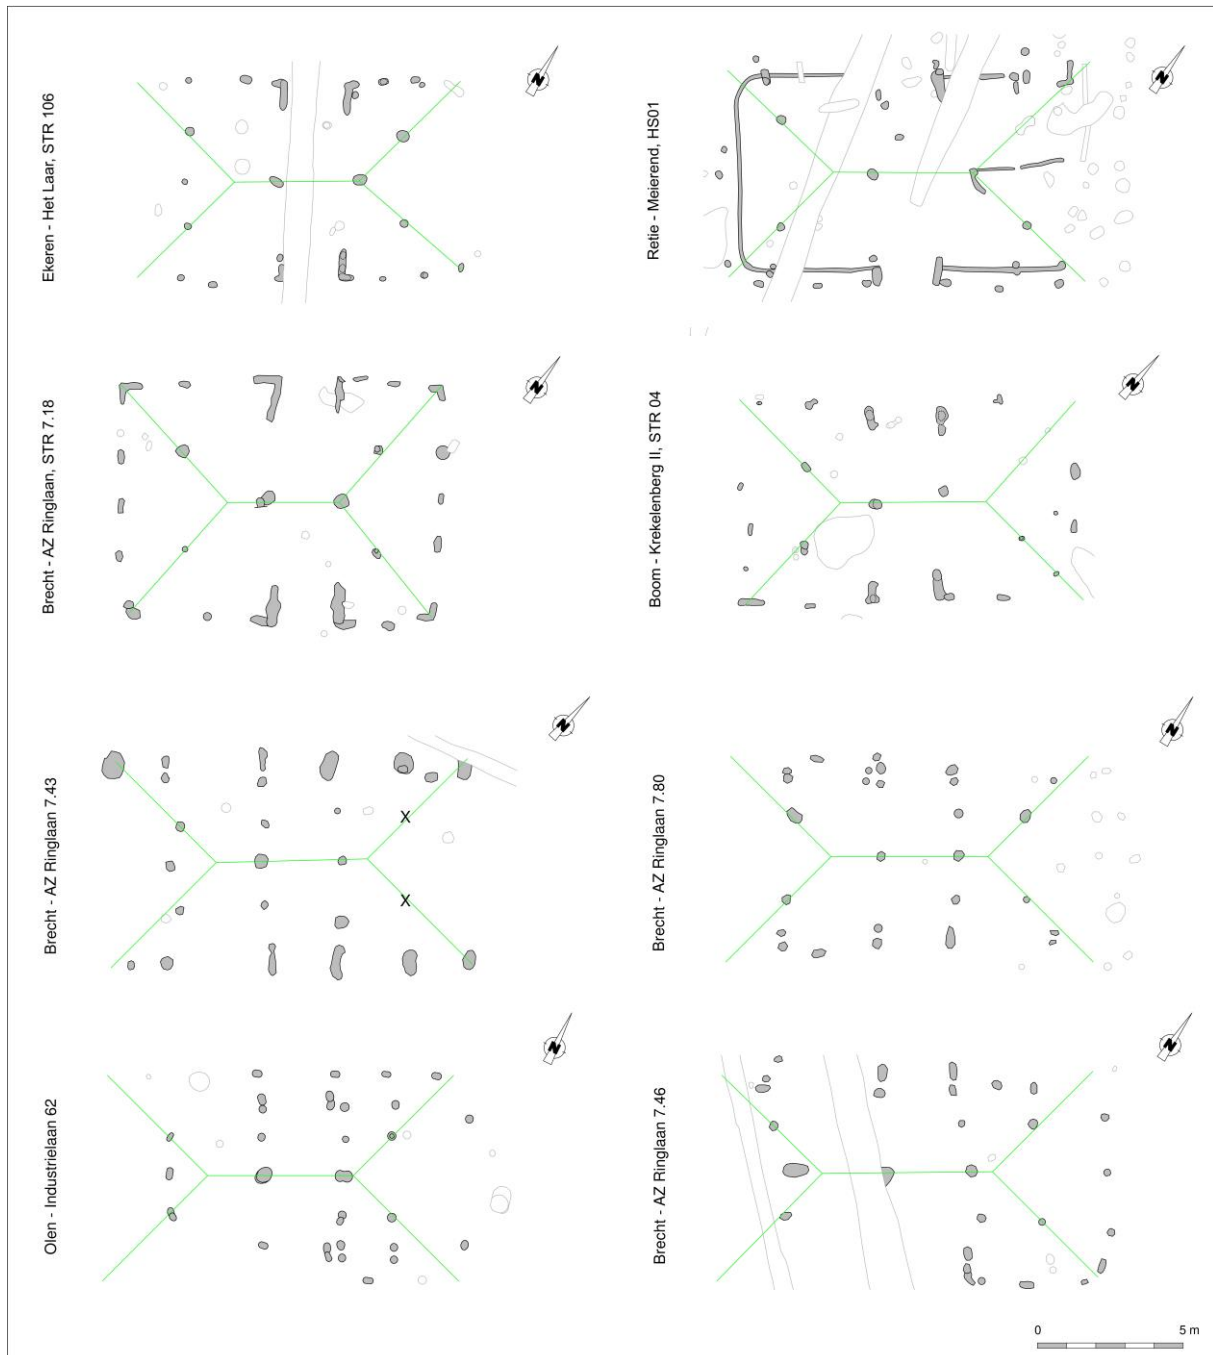 Ekeren - Het Laar, STR 106
N
Retie - Meierend, HS01
N
Brecht - AZ Ringlaan, STR 7.18
N
Boom - Krekelenberg II, STR 04
N
Brecht - AZ Ringlaan 7.43
N
X
X
Brecht - AZ Ringlaan 7.80
N
Olen - Industrielaan 62
N
Brecht - AZ Ringlaan 7.46
N
0 5 m